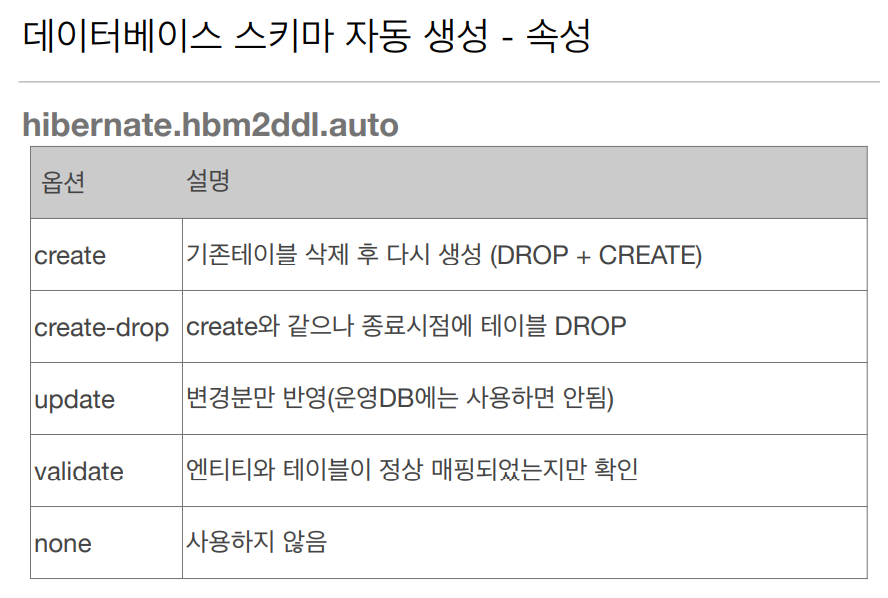 데이터베이스 스키마 자동 생성 - 속성
hibernate.hbm2ddl.auto
옵션 설명
create 기존테이블 삭제 후 다시 생성 (DROP + CREATE)
create-drop create와 같으나 종료시점에 테이블 DROP
update 변경분만 반영(운영DB에는 사용하면 안됨)
validate 엔티티와 테이블이 정상 매핑되었는지만 확인
none 사용하지 않음